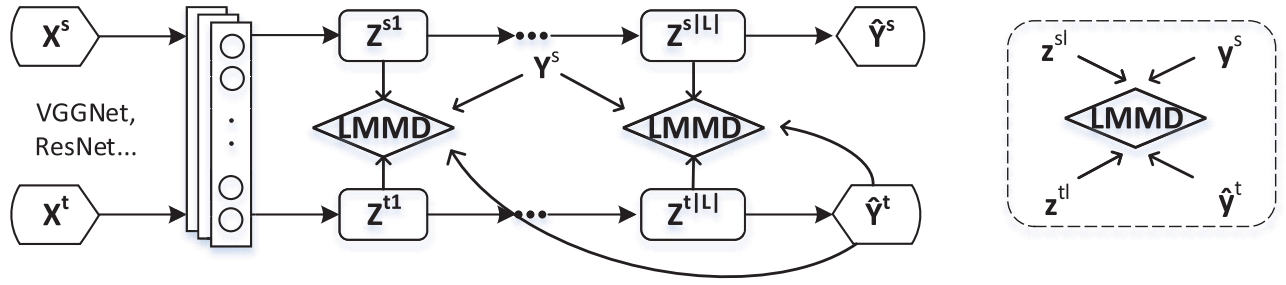 X^s
Z^s1
•••
Z^s|L|
Ŷ^s
Y^s
VGGNet,
ResNet...
LMMD
LMMD
X^t
Z^t1
•••
Z^t|L|
Ŷ^t
z^sl
y^s
LMMD
z^tl
ŷ^t